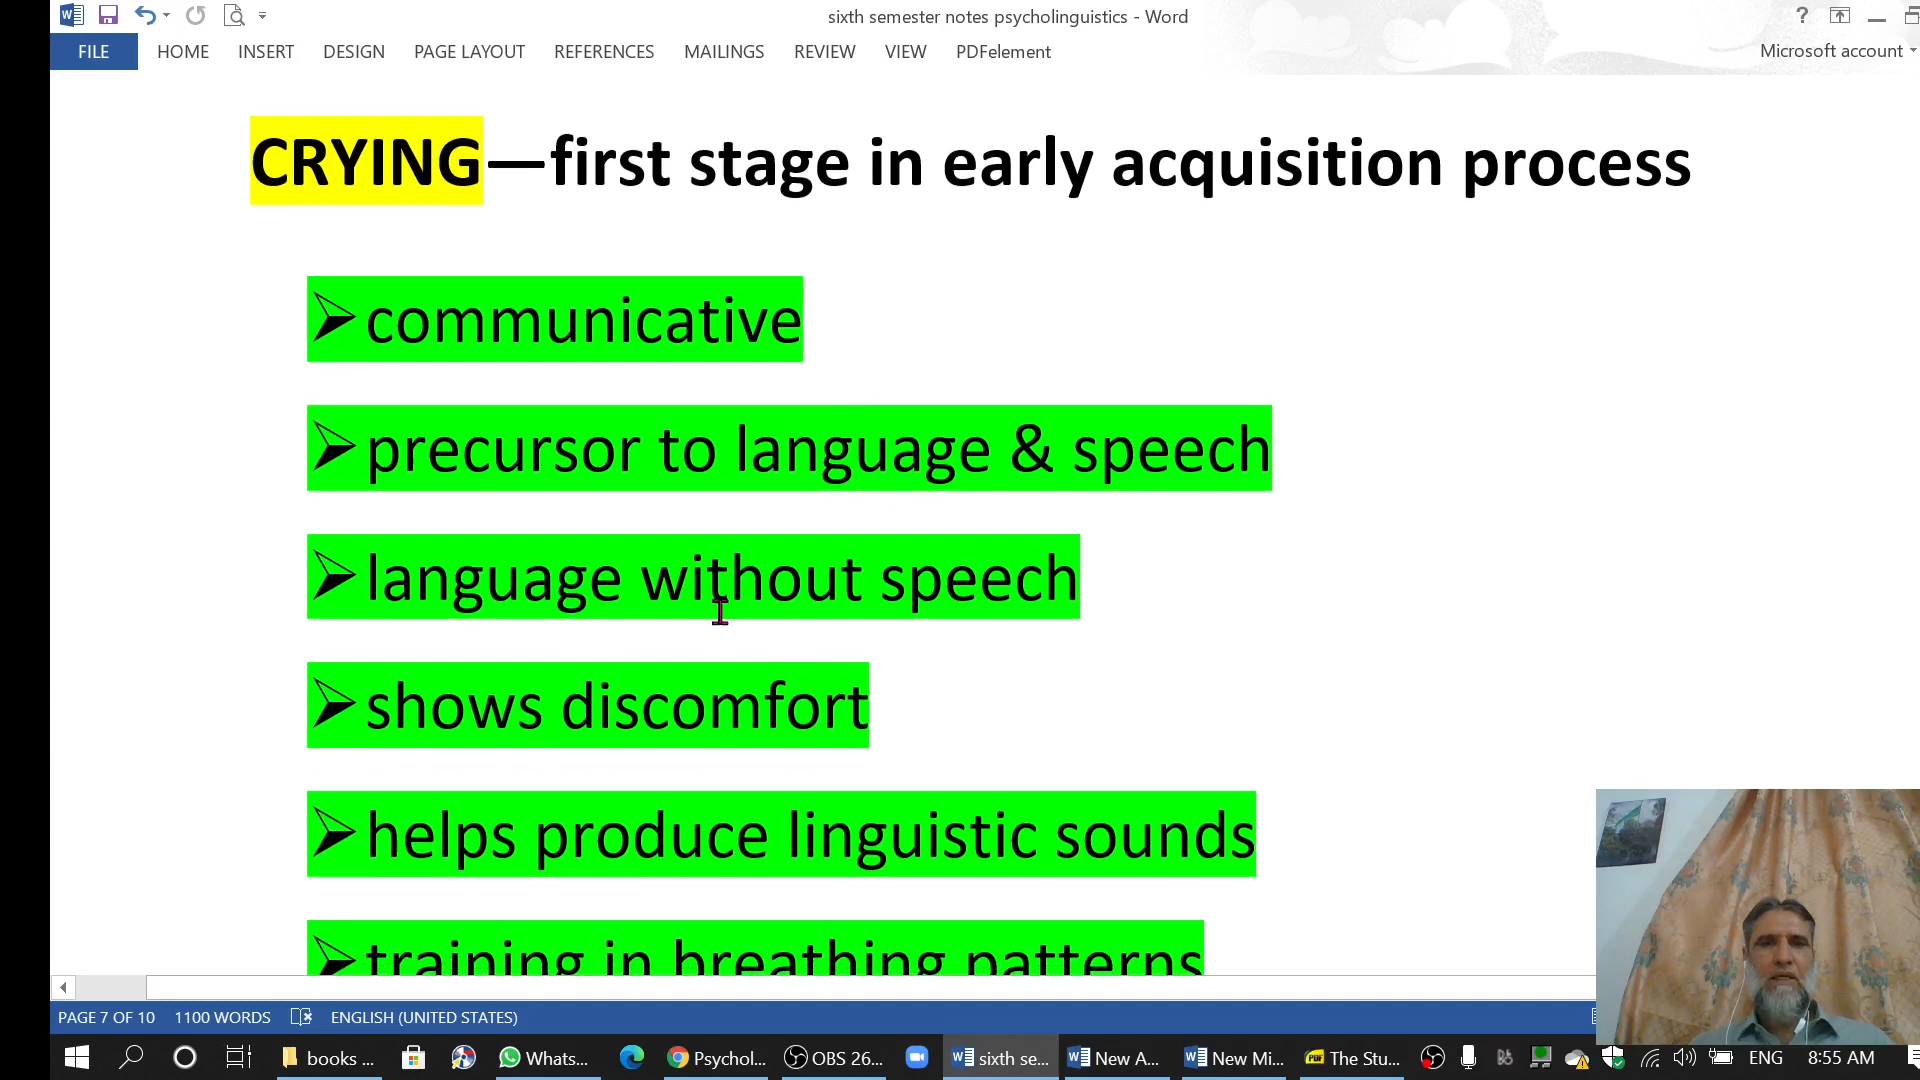 sixth semester notes psycholinguistics - Word
?
FILE HOME INSERT DESIGN PAGE LAYOUT REFERENCES MAILINGS REVIEW VIEW PDFelement
Microsoft account
CRYING—first stage in early acquisition process
➢communicative
➢precursor to language & speech
➢language without speech
➢shows discomfort
➢helps produce linguistic sounds
➢training in breathing patterns
PAGE 7 OF 10 1100 WORDS ENGLISH (UNITED STATES)
books ... Whats... Psychol... OBS 26... sixth se... New A... New Mi... The Stu... ENG 8:55 AM